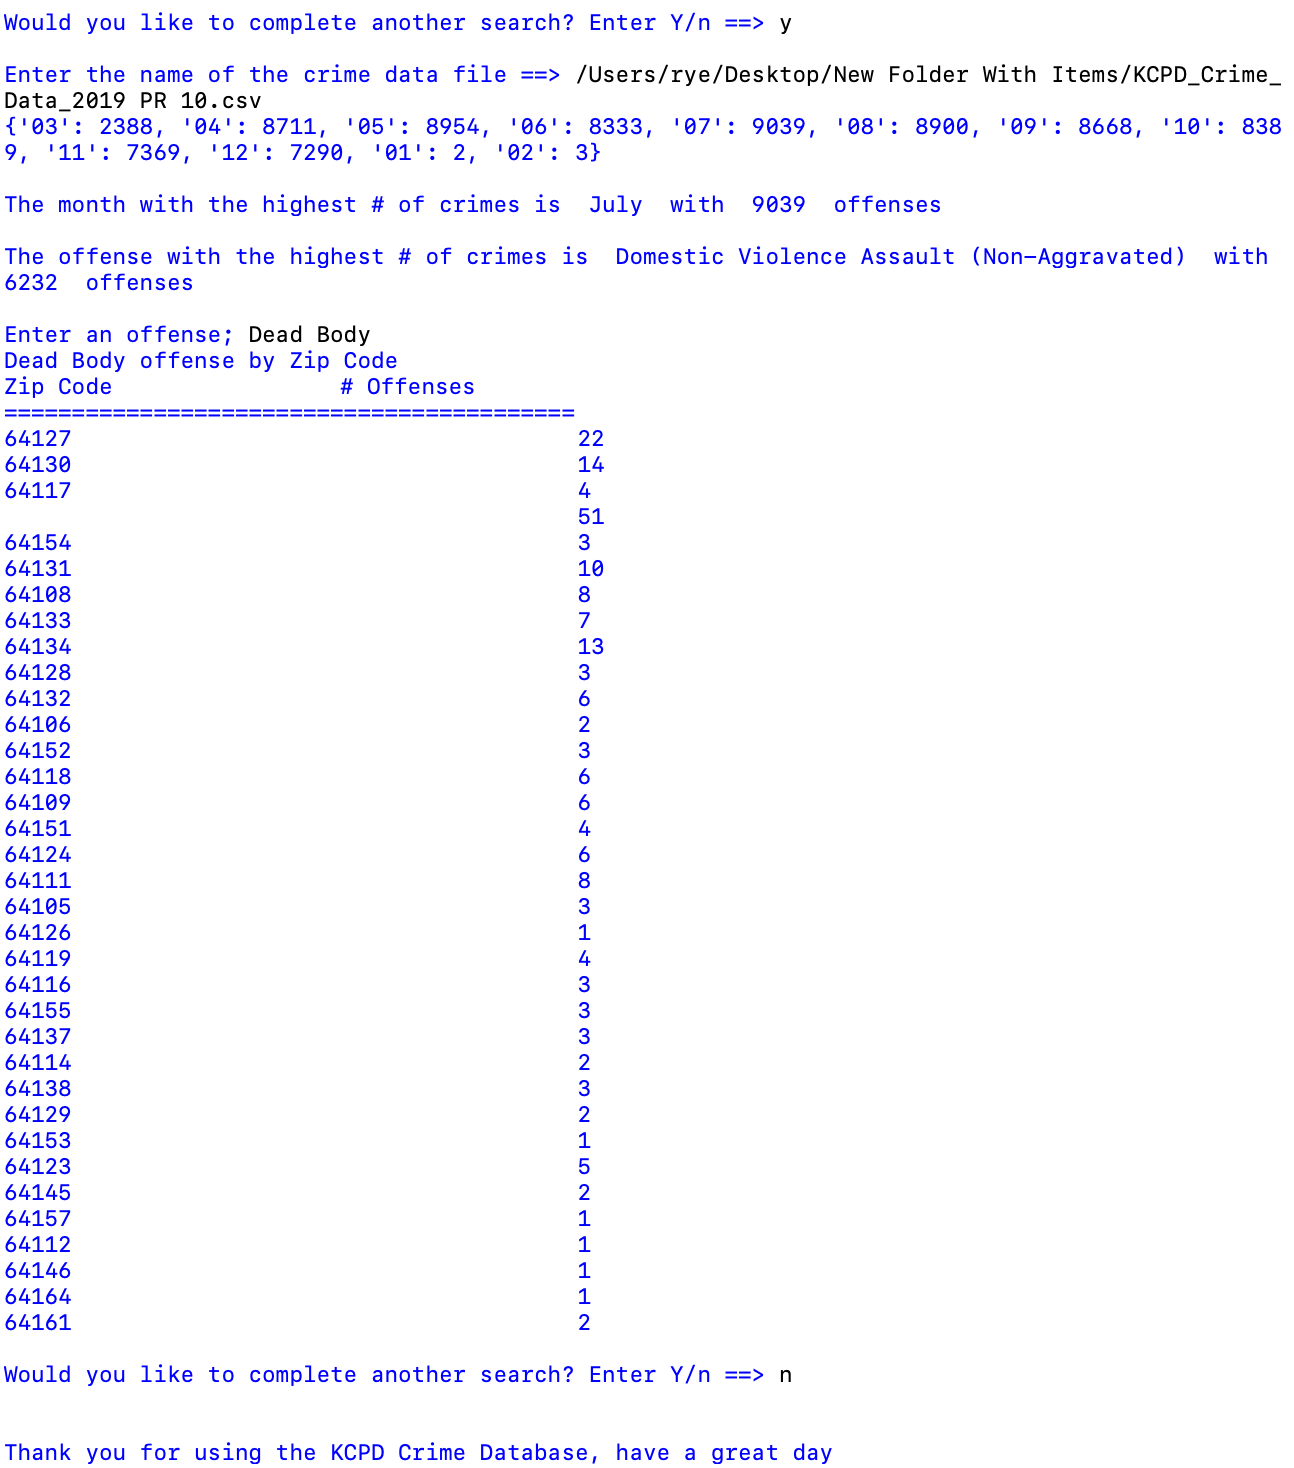 Would you like to complete another search? Enter Y/n ==> y
Enter the name of the crime data file ==> /Users/rye/Desktop/New Folder With Items/KCPD_Crime_
Data_2019 PR 10.csv
{'03': 2388, '04': 8711, '05': 8954, '06': 8333, '07': 9039, '08': 8900, '09': 8668, '10': 838
9, '11': 7369, '12': 7290, '01': 2, '02': 3}
The month with the highest # of crimes is  July  with  9039  offenses
The offense with the highest # of crimes is  Domestic Violence Assault (Non-Aggravated)  with
6232  offenses
Enter an offense; Dead Body
Dead Body offense by Zip Code
Zip Code                 # Offenses
==========================================
64127                                     22
64130                                     14
64117                                     4
                                          51
64154                                     3
64131                                     10
64108                                     8
64133                                     7
64134                                     13
64128                                     3
64132                                     6
64106                                     2
64152                                     3
64118                                     6
64109                                     6
64151                                     4
64124                                     6
64111                                     8
64105                                     3
64126                                     1
64119                                     4
64116                                     3
64155                                     3
64137                                     3
64114                                     2
64138                                     3
64129                                     2
64153                                     1
64123                                     5
64145                                     2
64157                                     1
64112                                     1
64146                                     1
64164                                     1
64161                                     2
Would you like to complete another search? Enter Y/n ==> n
Thank you for using the KCPD Crime Database, have a great day